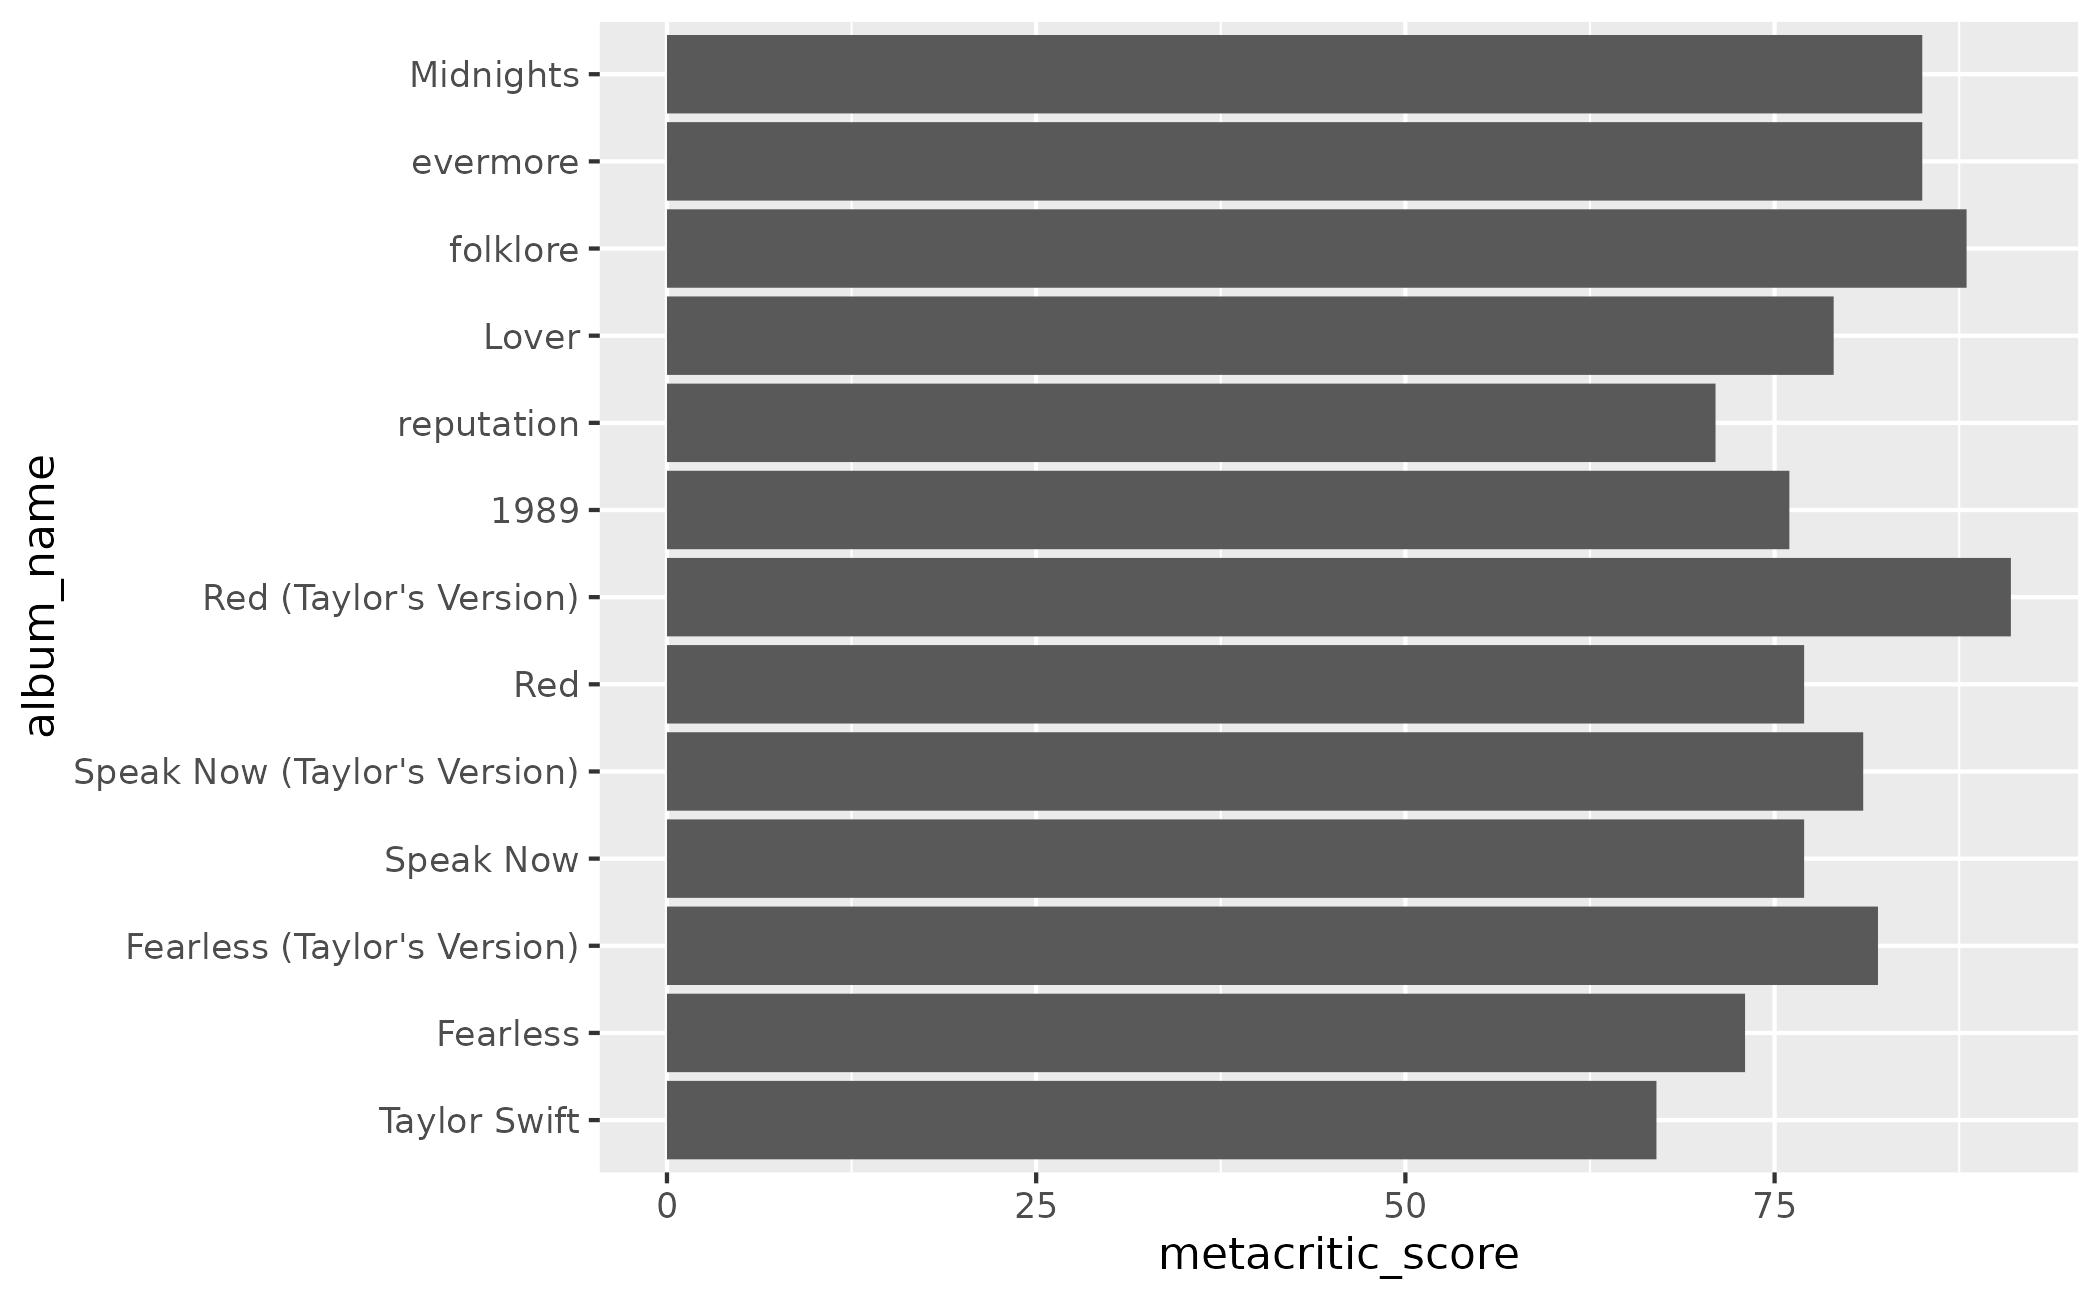 Midnights
evermore
folklore
Lover
reputation
1989
Red (Taylor's Version)
Red
Speak Now (Taylor's Version)
Speak Now
Fearless (Taylor's Version)
Fearless
Taylor Swift
album_name
0 25 50 75
metacritic_score